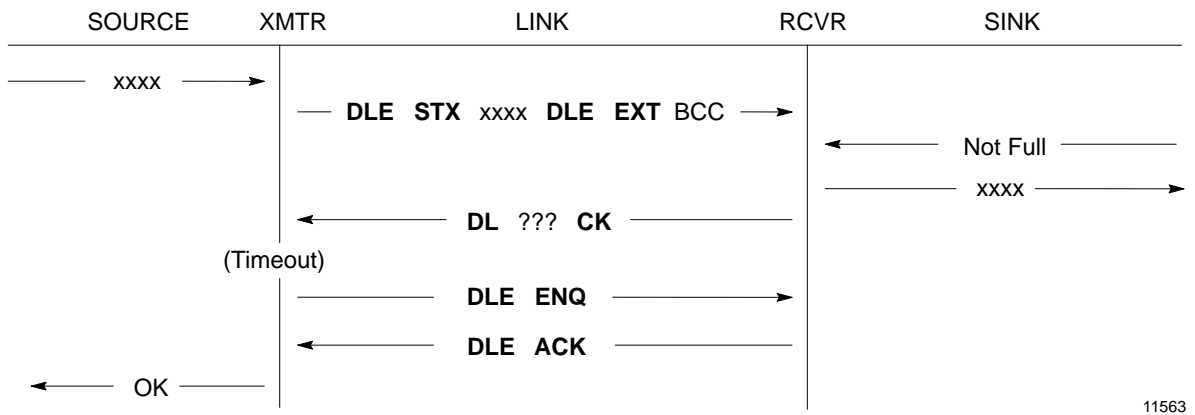 SOURCE XMTR LINK RCVR SINK
xxxx
DLE STX xxxx DLE EXT BCC
Not Full
xxxx
DL ??? CK
(Timeout)
DLE ENQ
DLE ACK
OK
11563